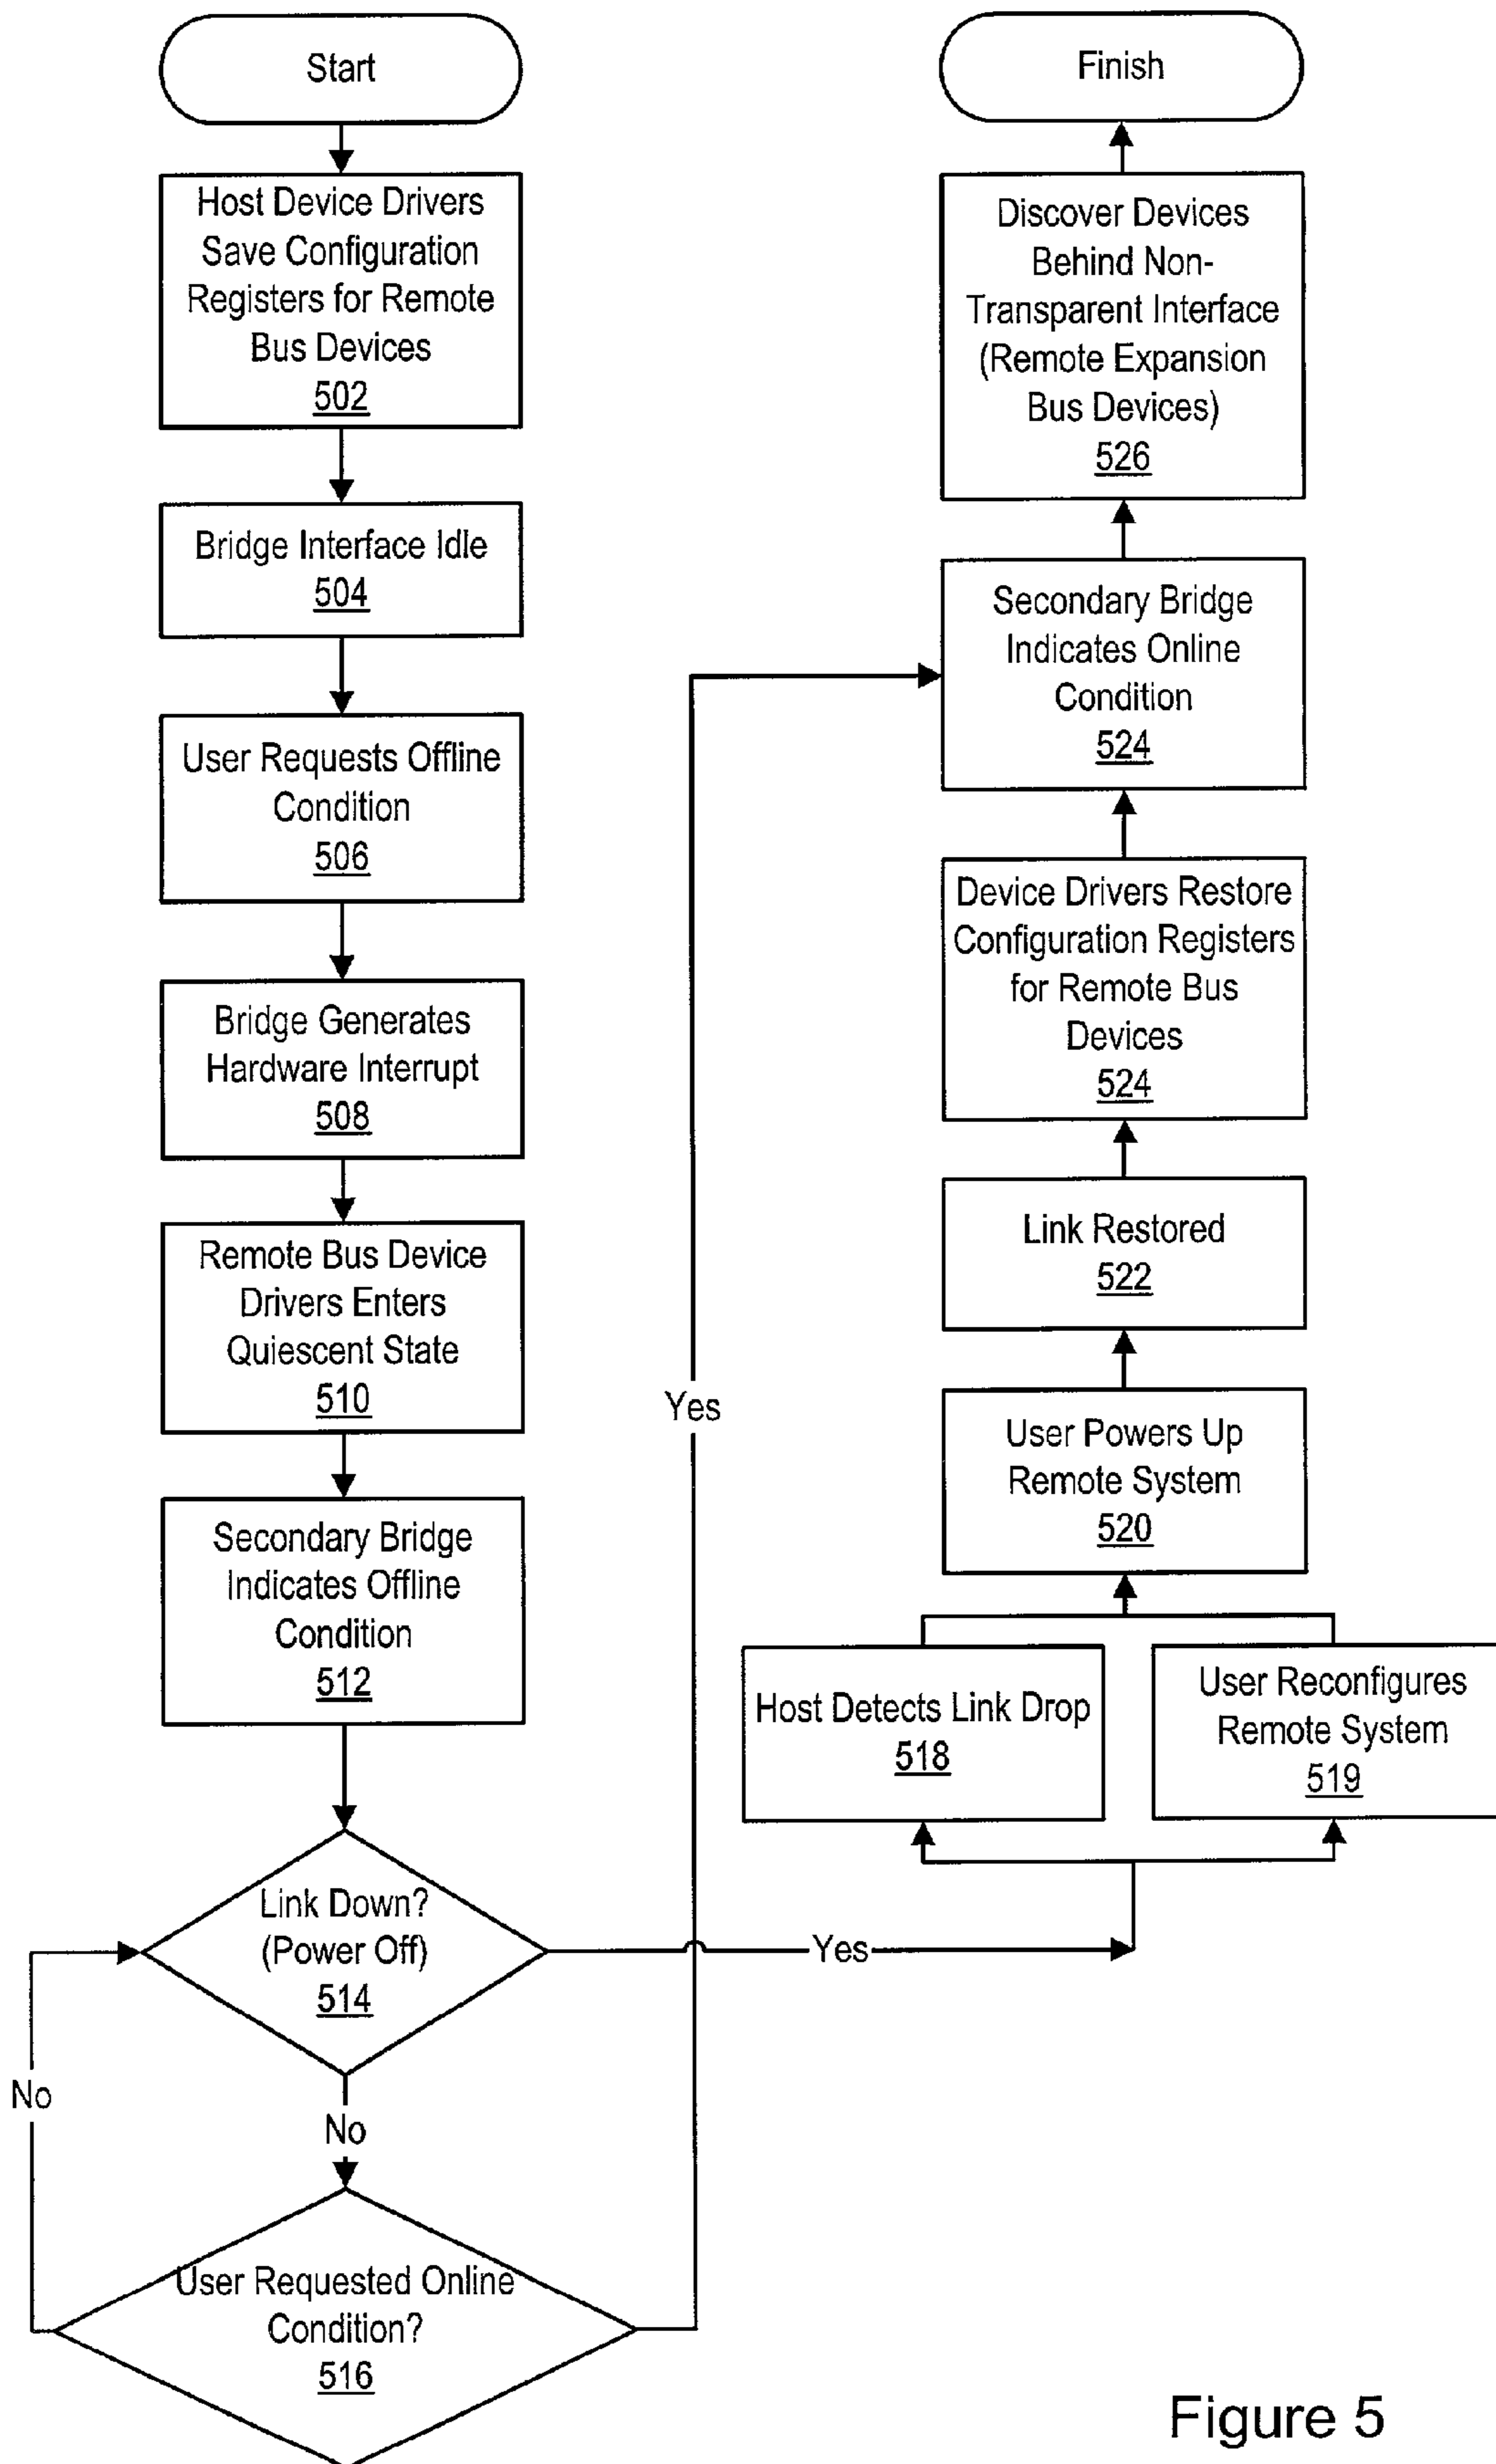 Start
Host Device Drivers
Save Configuration
Registers for Remote
Bus Devices
502
Bridge Interface Idle
504
User Requests Offline
Condition
506
Bridge Generates
Hardware Interrupt
508
Remote Bus Device
Drivers Enters
Quiescent State
510
Secondary Bridge
Indicates Offline
Condition
512
Link Down?
(Power Off)
514
No
No
User Requested Online
Condition?
516
Yes
Yes
Host Detects Link Drop
518
User Reconfigures
Remote System
519
User Powers Up
Remote System
520
Link Restored
522
Device Drivers Restore
Configuration Registers
for Remote Bus
Devices
524
Secondary Bridge
Indicates Online
Condition
524
Discover Devices
Behind Non-
Transparent Interface
(Remote Expansion
Bus Devices)
526
Finish
Figure 5